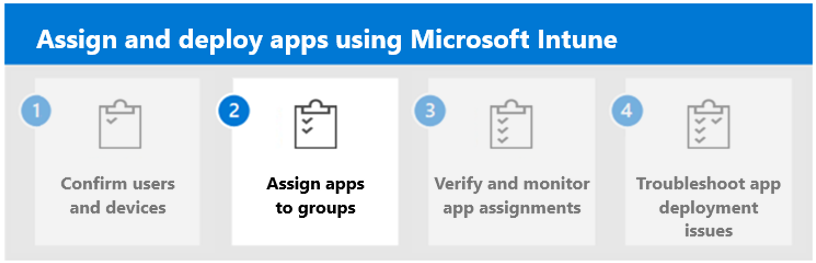 Assign and deploy apps using Microsoft Intune
1
Confirm users
and devices
2
Assign apps
to groups
3
Verify and monitor
app assignments
4
Troubleshoot app
deployment
issues